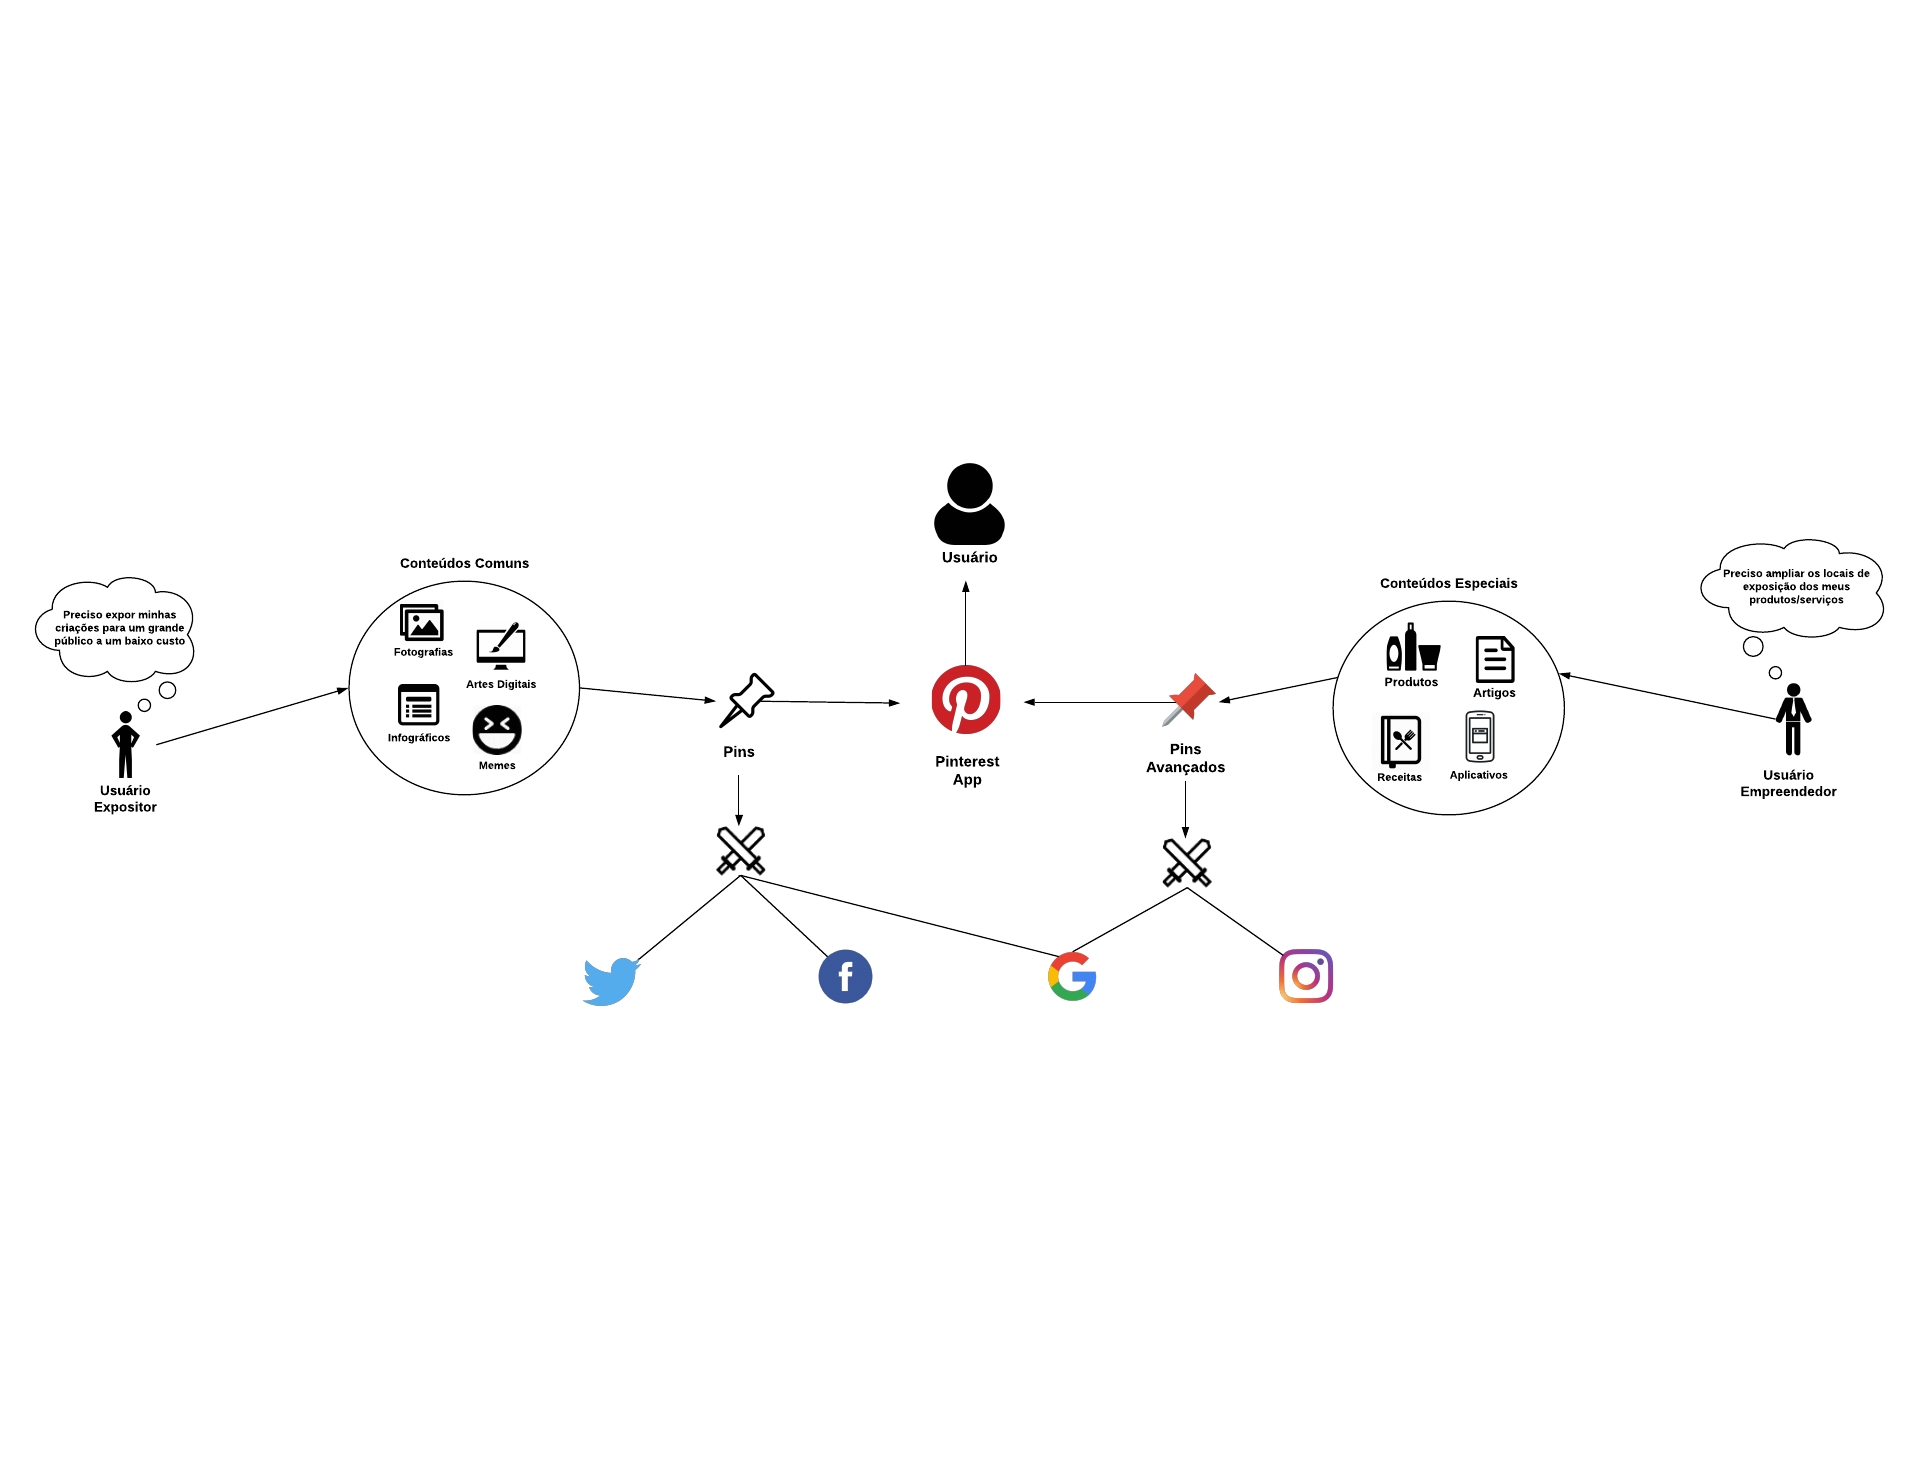 Usuário
Conteúdos Comuns
Fotografias
Artes Digitais
Infográficos
Memes
Preciso expor minhas
criações para um grande
público a um baixo custo
Usuário
Expositor
Pins
Pinterest
App
Pins
Avançados
Conteúdos Especiais
Produtos
Artigos
Receitas
Aplicativos
Preciso ampliar os locais de
exposição dos meus
produtos/serviços
Usuário
Empreendedor